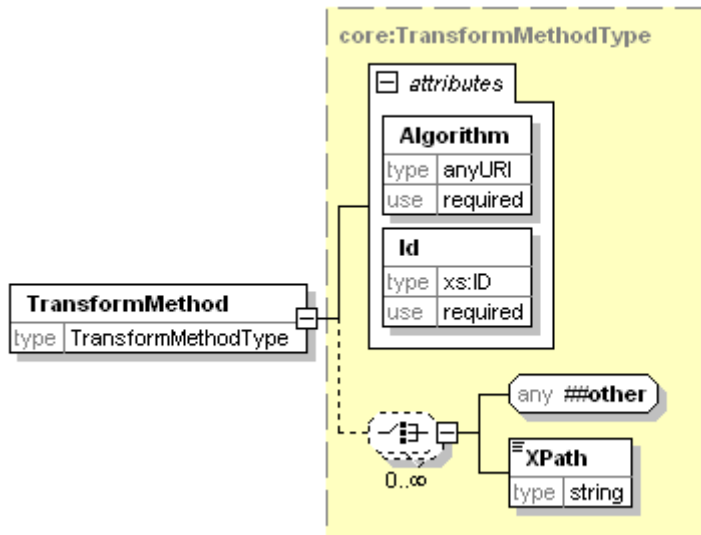 core:TransformMethodType
attributes
Algorithm
type anyURI
use required
Id
type xs:ID
use required
TransformMethod
type TransformMethodType
any ##other
0..∞
XPath
type string